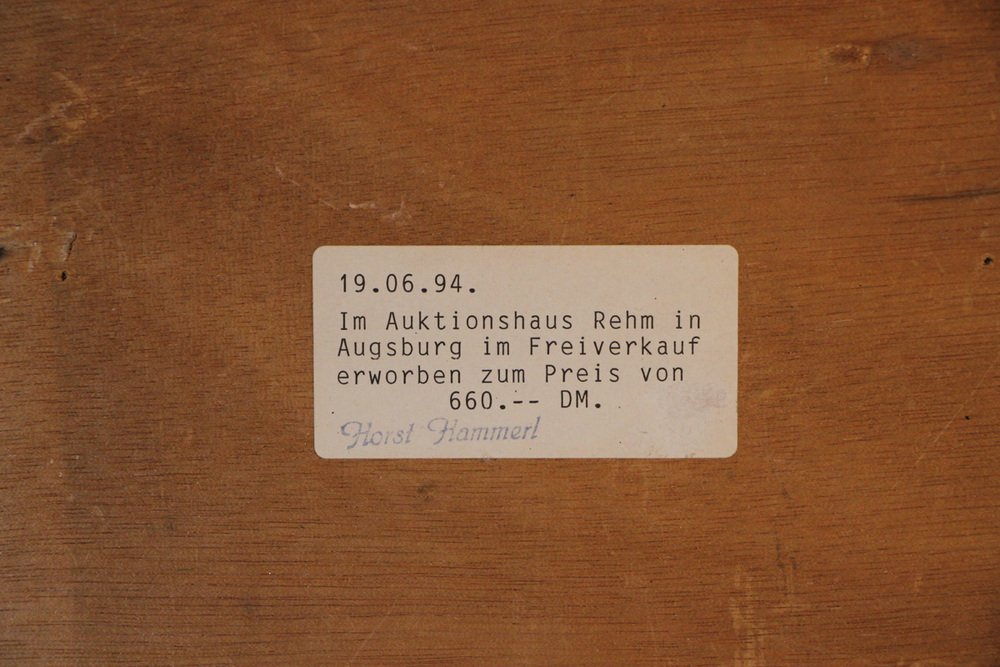 19.06.94.
Im Auktionshaus Rehm in
Augsburg im Freiverkauf
erworben zum Preis von
660.-- DM.
Horst Hammerl